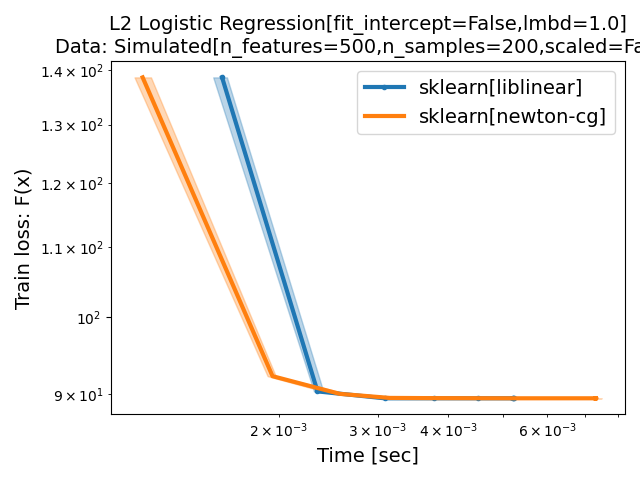 L2 Logistic Regression[fit_intercept=False,lmbd=1.0]
Data: Simulated[n_features=500,n_samples=200,scaled=Fa
sklearn[liblinear]
sklearn[newton-cg]
Train loss: F(x)
1.4 × 10²
1.3 × 10²
1.2 × 10²
1.1 × 10²
10²
9 × 10¹
2 × 10⁻³
3 × 10⁻³
4 × 10⁻³
6 × 10⁻³
Time [sec]